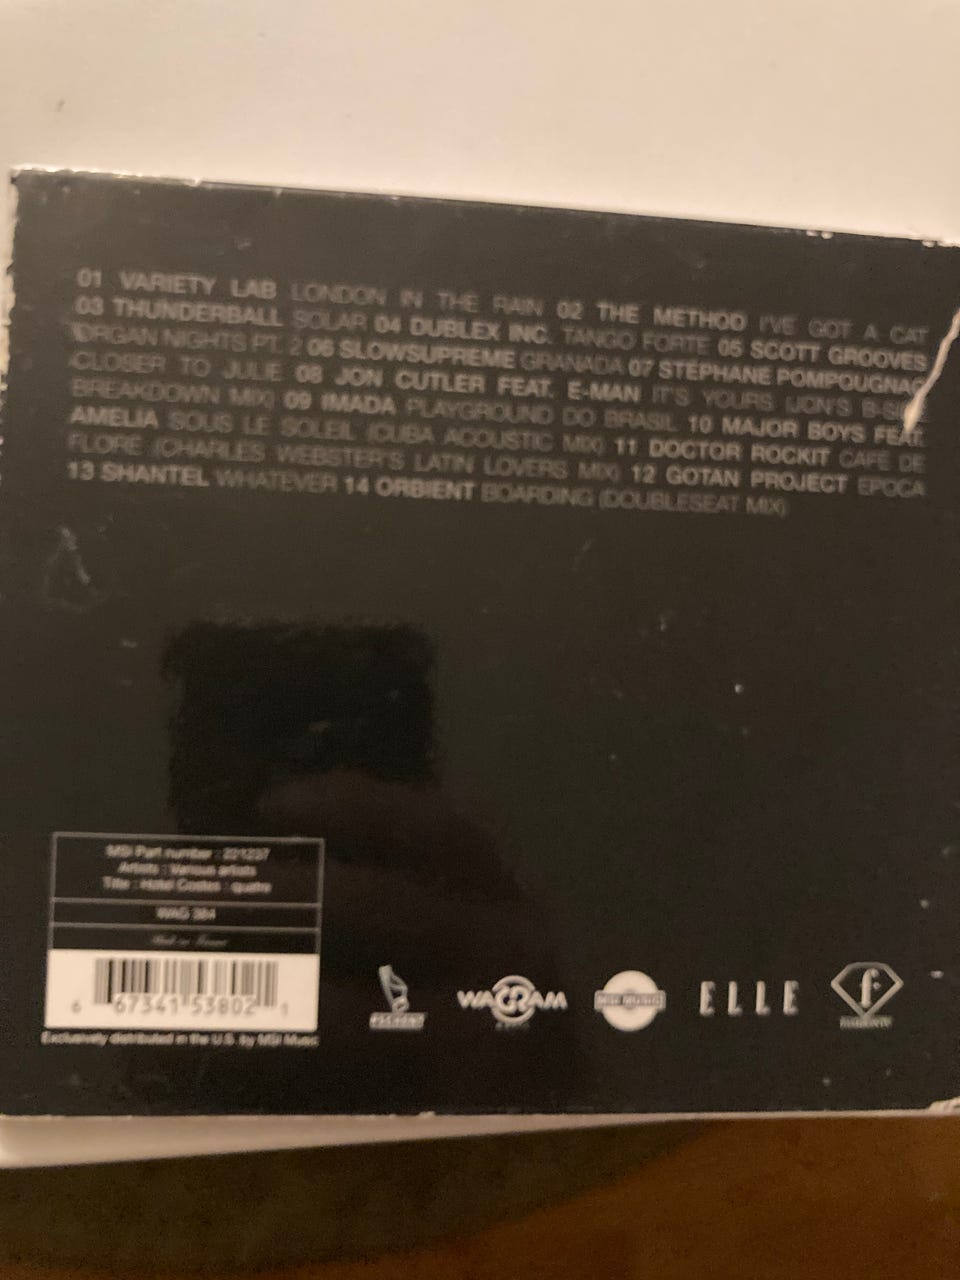 01 VARIETY LAB LONDON IN THE RAIN 02 THE METHOD I'VE GOT A CAT
03 THUNDERBALL SOLAR 04 DUBLEX INC. TANGO FORTE 05 SCOTT GROOVES
ORGAN NIGHTS PT. 2 06 SLOWSUPREME GRANADA 07 STEPHANE POMPOUGNAC
CLOSER TO JULIE 08 JON CUTLER FEAT. E-MAN IT'S YOURS (JON'S B-SIDE
BREAKDOWN MIX) 09 IMADA PLAYGROUND DO BRASIL 10 MAJOR BOYS FEAT.
AMELIA SOUS LE SOLEIL (CUBA ACOUSTIC MIX) 11 DOCTOR ROCKIT CAFÉ DE
FLORE (CHARLES WEBSTER'S LATIN LOVERS MIX) 12 GOTAN PROJECT EPOCA
13 SHANTEL WHATEVER 14 ORBIENT BOARDING (DOUBLESEAT MIX)
MSI Part number : 221237
Artists : Various artists
Title : Hotel Costes : quatre
WAG 384
6 67341 53802 1
Exclusively distributed in the U.S. by MSI Music
WAGRAM
MSI MUSIC
ELLE
f